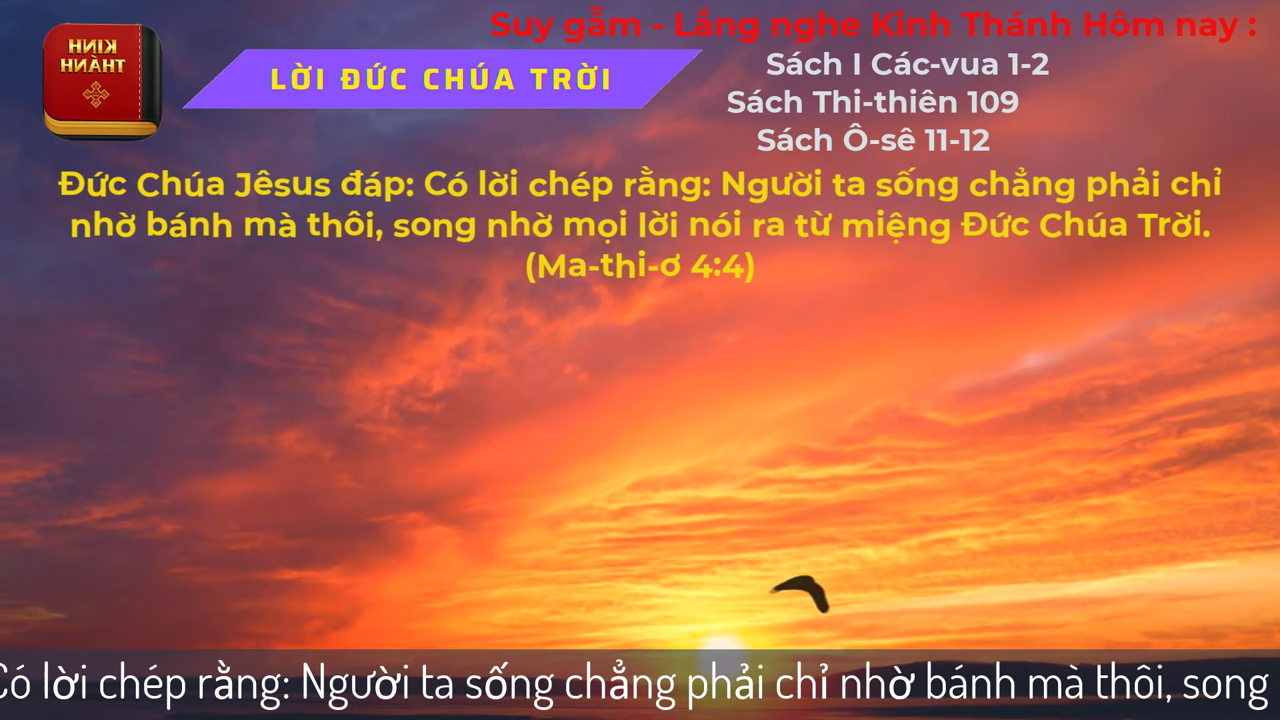 Suy gẫm - Lắng nghe Kinh Thánh Hôm nay :
KINH
THÁNH
LỜI ĐỨC CHÚA TRỜI
Sách I Các-vua 1-2
Sách Thi-thiên 109
Sách Ô-sê 11-12
Đức Chúa Jêsus đáp: Có lời chép rằng: Người ta sống chẳng phải chỉ
nhờ bánh mà thôi, song nhờ mọi lời nói ra từ miệng Đức Chúa Trời.
(Ma-thi-ơ 4:4)
Có lời chép rằng: Người ta sống chẳng phải chỉ nhờ bánh mà thôi, song